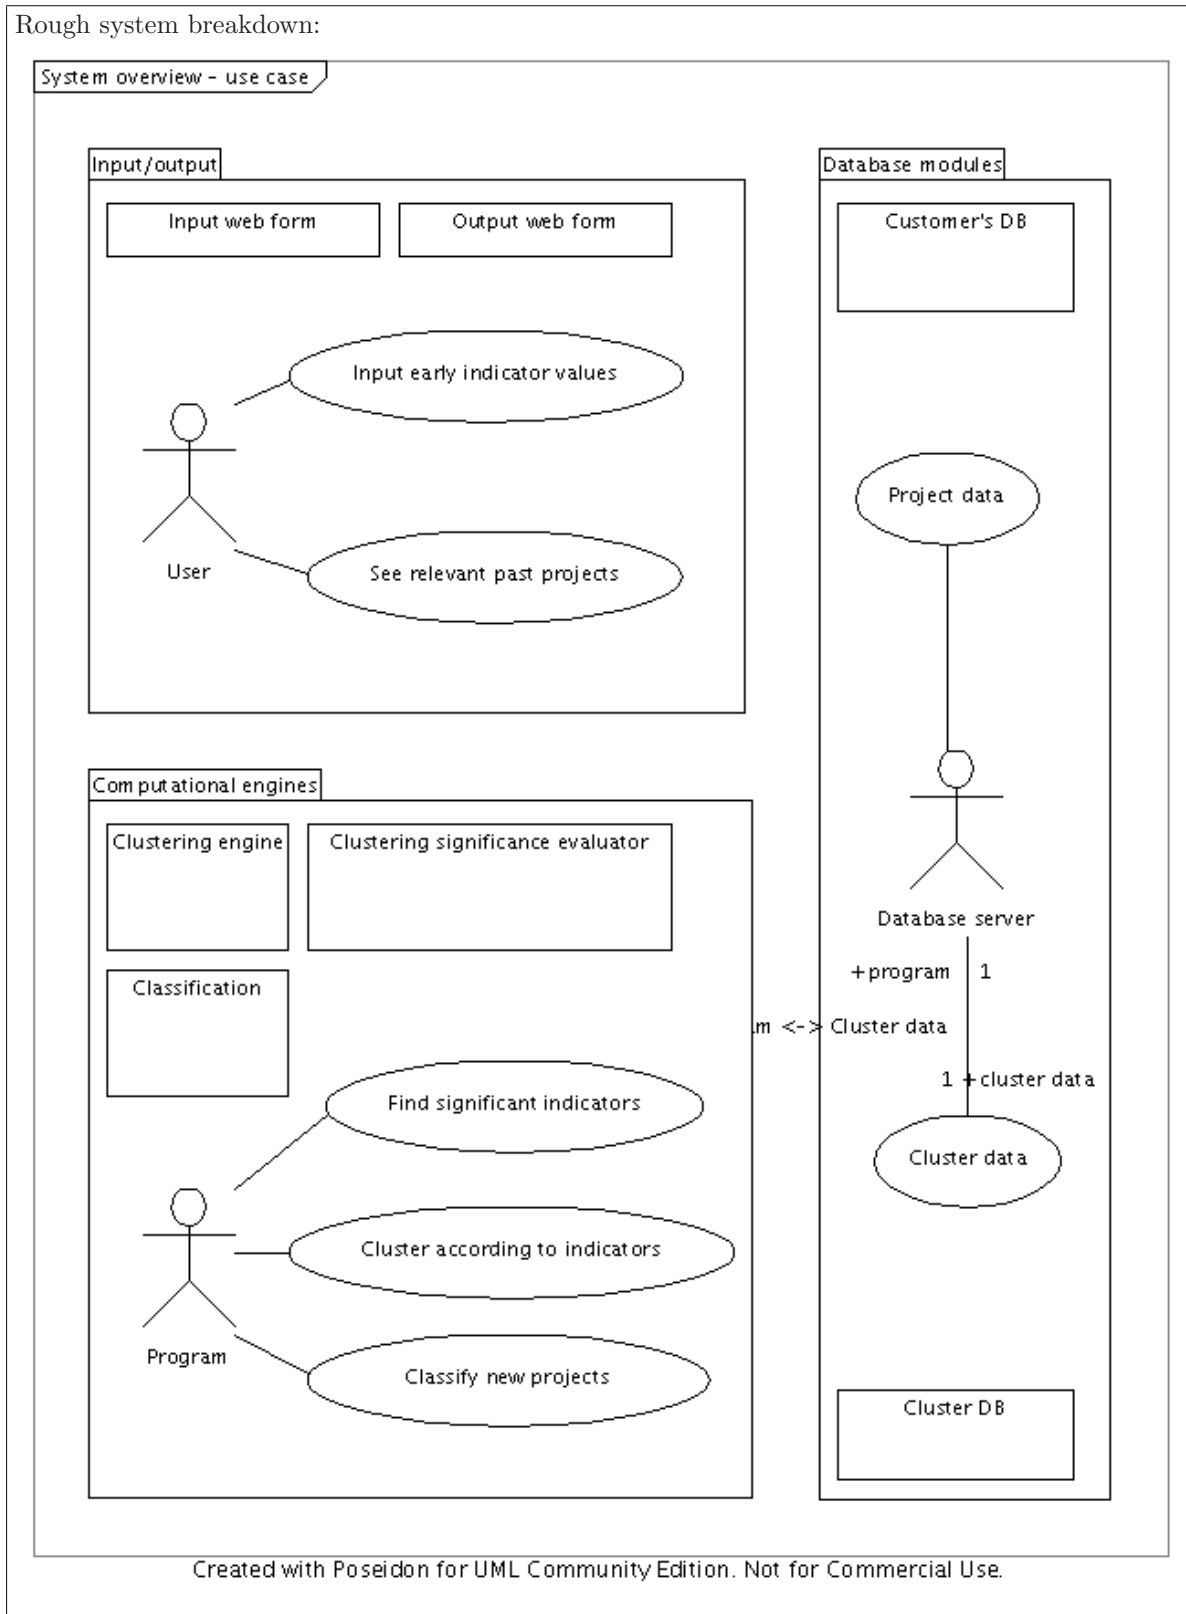 Rough system breakdown:
System overview - use case
Input/output
Input web form
Output web form
Input early indicator values
User
See relevant past projects
Database modules
Customer's DB
Project data
Database server
+program 1
m <-> Cluster data
1 +cluster data
Cluster data
Cluster DB
Computational engines
Clustering engine
Clustering significance evaluator
Classification
Find significant indicators
Cluster according to indicators
Program
Classify new projects
Created with Poseidon for UML Community Edition. Not for Commercial Use.